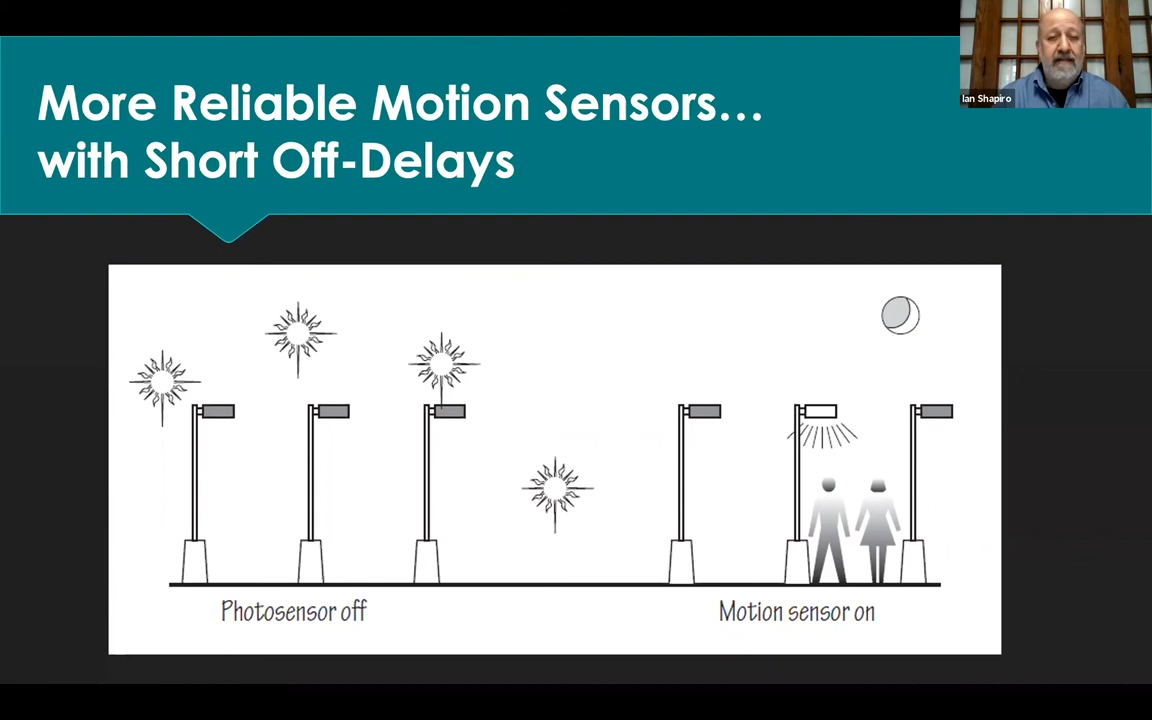 More Reliable Motion Sensors…
with Short Off-Delays
Ian Shapiro
Photosensor off
Motion sensor on